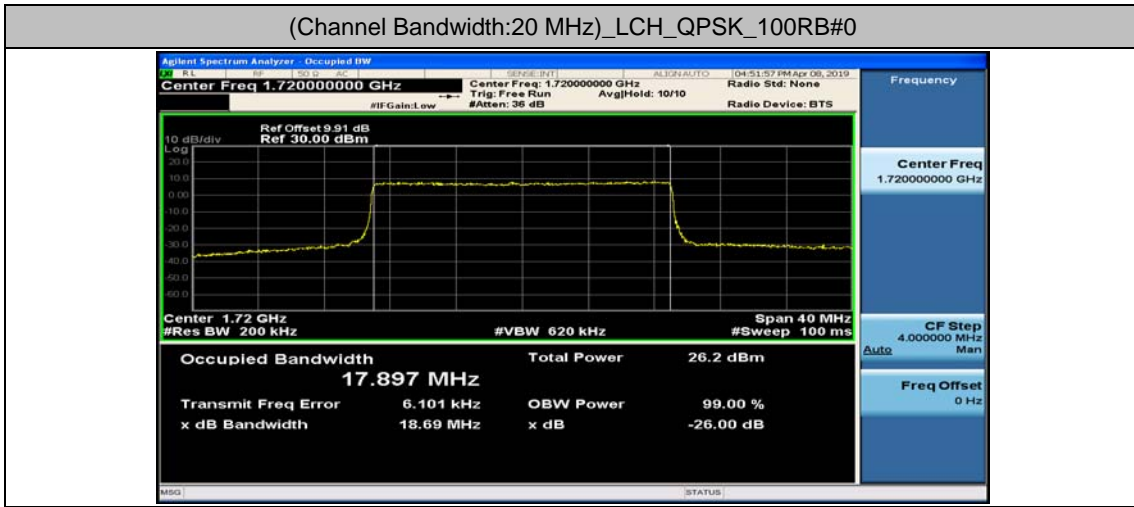 (Channel Bandwidth:20 MHz)_LCH_QPSK_100RB#0
Agilent Spectrum Analyzer - Occupied BW
LXI RL RF 50 Ω AC SENSE:INT ALIGN AUTO 04:51:57 PM Apr 08, 2019
Center Freq 1.720000000 GHz
Center Freq: 1.720000000 GHz
Radio Std: None
Trig: Free Run Avg|Hold: 10/10
#IFGain:Low #Atten: 36 dB Radio Device: BTS
Frequency
Ref Offset 9.91 dB
10 dB/div Ref 30.00 dBm
Log
20.0
10.0
0.00
-10.0
-20.0
-30.0
-40.0
-50.0
-60.0
Center Freq
1.720000000 GHz
Center 1.72 GHz Span 40 MHz
#Res BW 200 kHz #VBW 620 kHz #Sweep 100 ms
CF Step
4.000000 MHz
Auto Man
Occupied Bandwidth Total Power 26.2 dBm
17.897 MHz
Transmit Freq Error 6.101 kHz OBW Power 99.00 %
x dB Bandwidth 18.69 MHz x dB -26.00 dB
Freq Offset
0 Hz
MSG STATUS